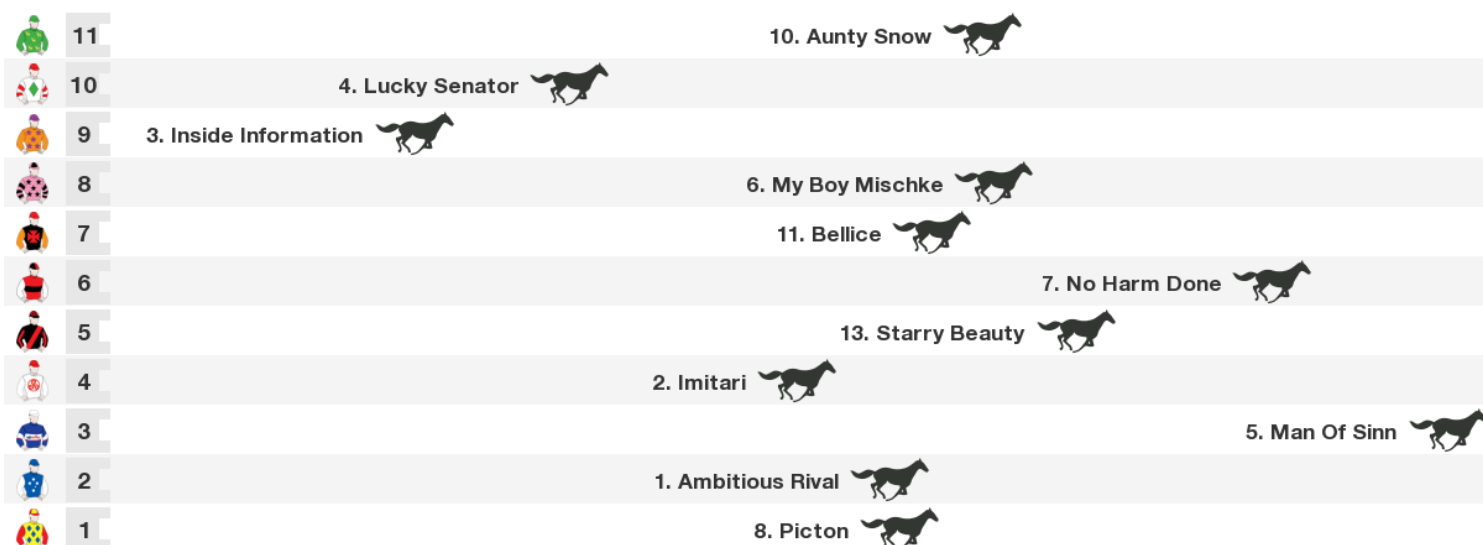 11 10. Aunty Snow
10 4. Lucky Senator
9 3. Inside Information
8 6. My Boy Mischke
7 11. Bellice
6 7. No Harm Done
5 13. Starry Beauty
4 2. Imitari
3 5. Man Of Sinn
2 1. Ambitious Rival
1 8. Picton